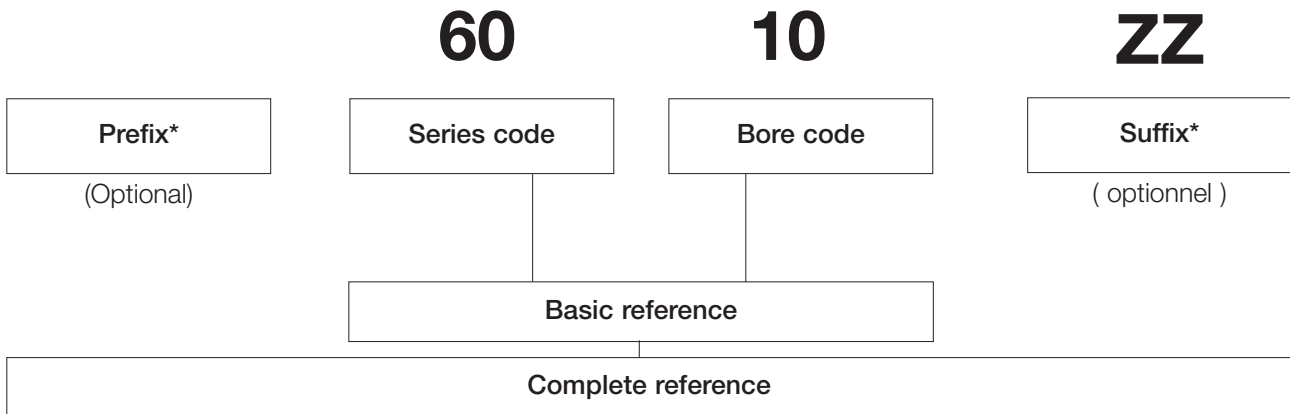 60 10 ZZ
Prefix* Series code Bore code Suffix*
(Optional) ( optionnel )
Basic reference
Complete reference